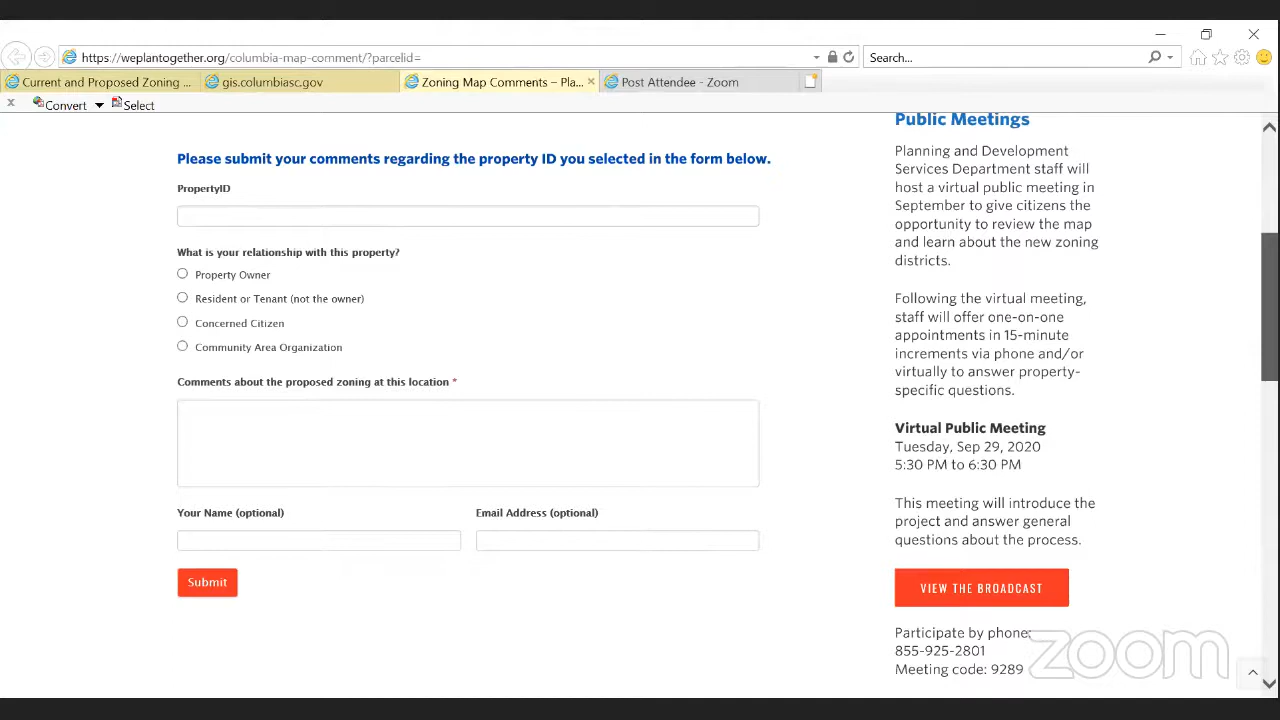 https://weplantogether.org/columbia-map-comment/?parcelid=
Search...
Current and Proposed Zoning ...
gis.columbiasc.gov
Zoning Map Comments – Pla...
Post Attendee - Zoom
x Convert Select
Please submit your comments regarding the property ID you selected in the form below.
PropertyID
What is your relationship with this property?
Property Owner
Resident or Tenant (not the owner)
Concerned Citizen
Community Area Organization
Comments about the proposed zoning at this location *
Your Name (optional)
Email Address (optional)
Submit
Public Meetings
Planning and Development
Services Department staff will
host a virtual public meeting in
September to give citizens the
opportunity to review the map
and learn about the new zoning
districts.
Following the virtual meeting,
staff will offer one-on-one
appointments in 15-minute
increments via phone and/or
virtually to answer property-
specific questions.
Virtual Public Meeting
Tuesday, Sep 29, 2020
5:30 PM to 6:30 PM
This meeting will introduce the
project and answer general
questions about the process.
VIEW THE BROADCAST
Participate by phone:
855-925-2801
Meeting code: 9289
zoom